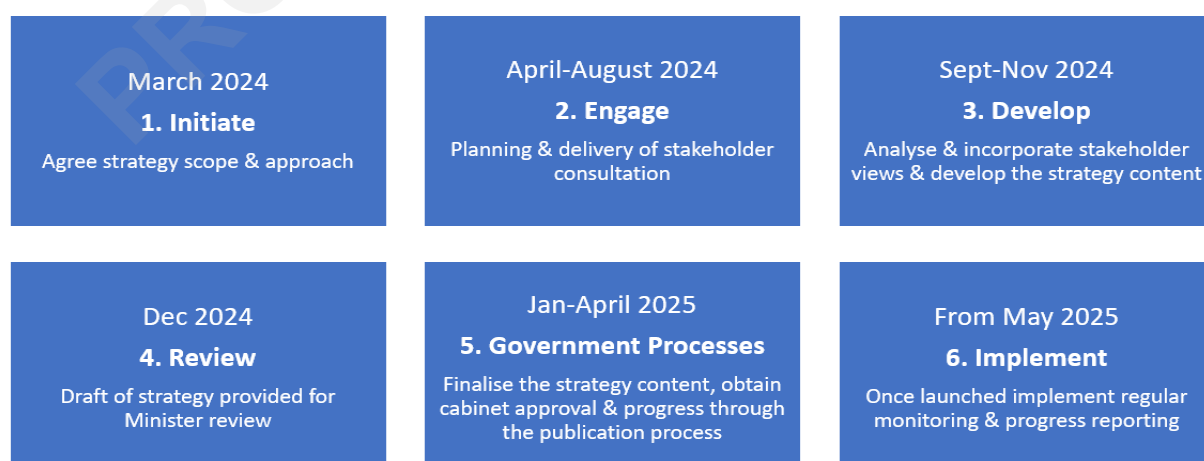 March 2024
1. Initiate
Agree strategy scope & approach
April-August 2024
2. Engage
Planning & delivery of stakeholder
consultation
Sept-Nov 2024
3. Develop
Analyse & incorporate stakeholder
views & develop the strategy content
Dec 2024
4. Review
Draft of strategy provided for
Minister review
Jan-April 2025
5. Government Processes
Finalise the strategy content, obtain
cabinet approval & progress through
the publication process
From May 2025
6. Implement
Once launched implement regular
monitoring & progress reporting